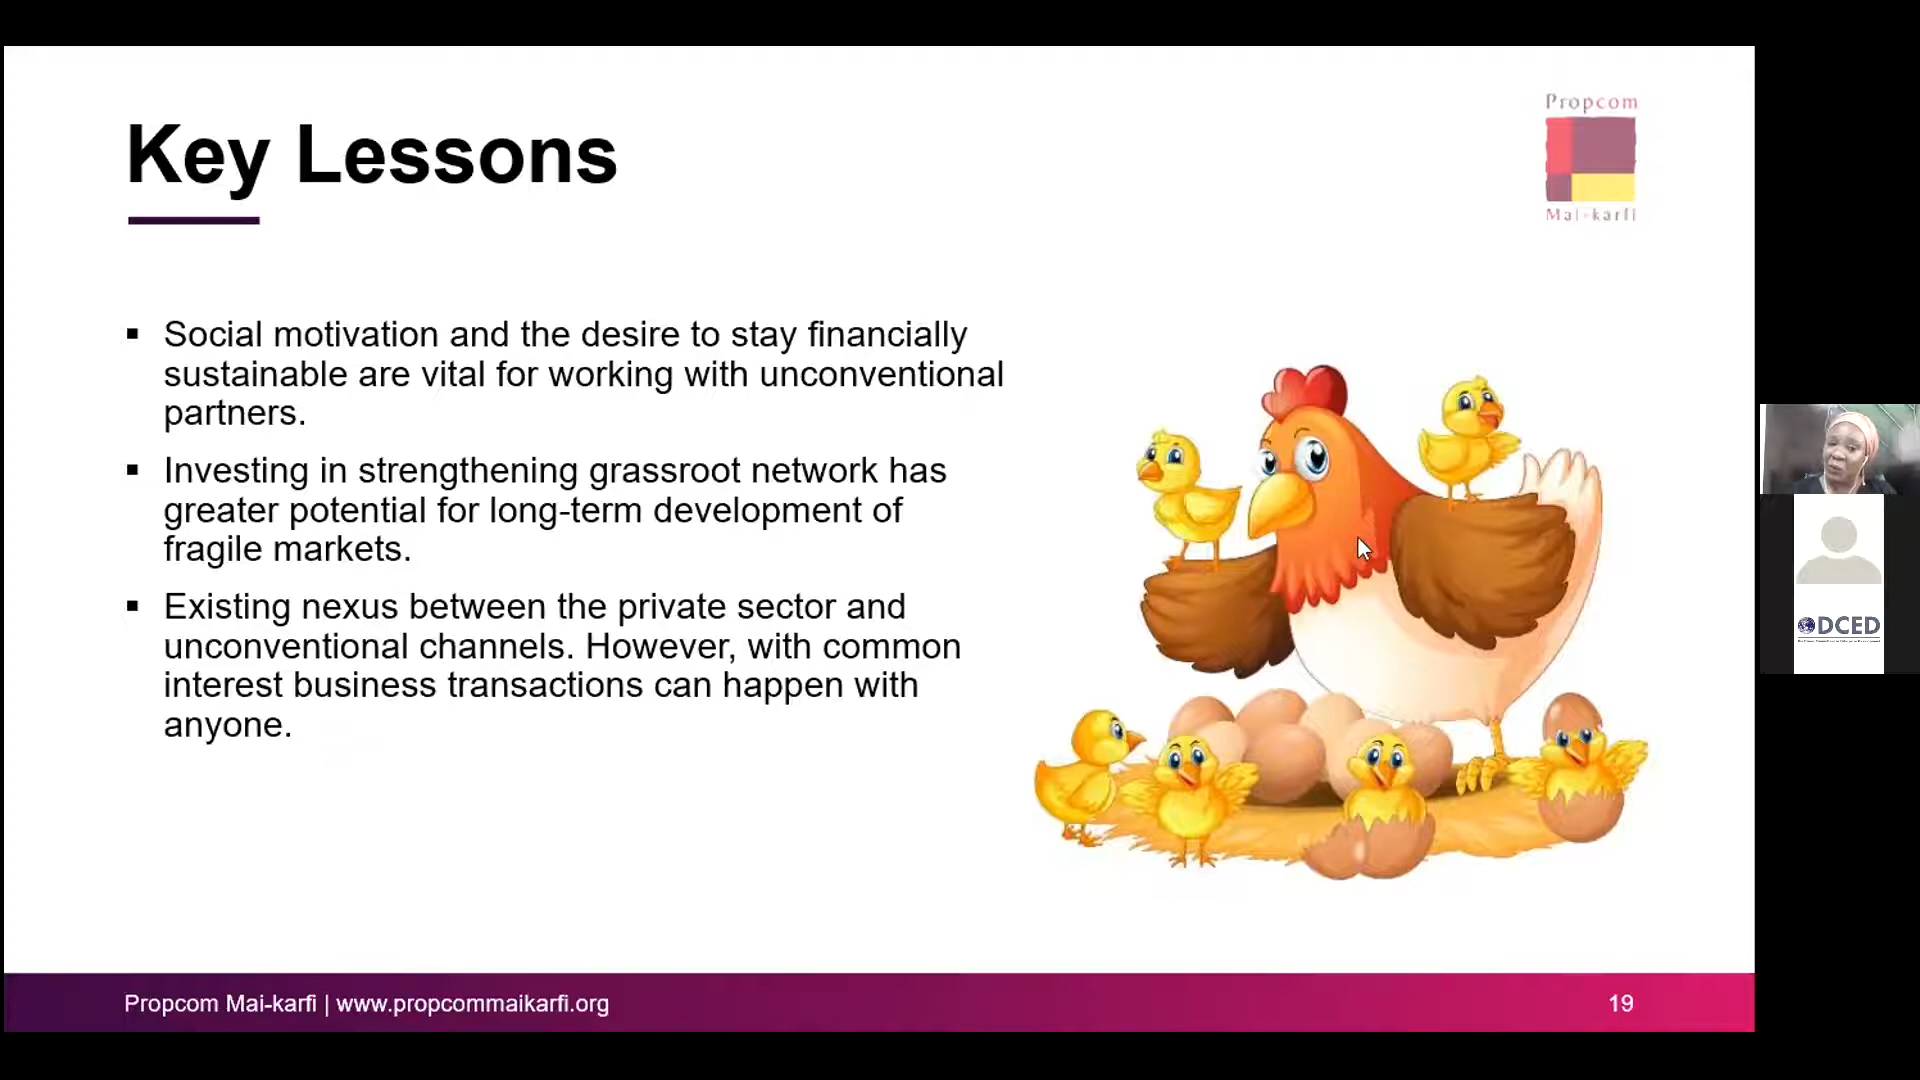 Key Lessons
Propcom
Mai-karfi
▪ Social motivation and the desire to stay financially
sustainable are vital for working with unconventional
partners.
▪ Investing in strengthening grassroot network has
greater potential for long-term development of
fragile markets.
▪ Existing nexus between the private sector and
unconventional channels. However, with common
interest business transactions can happen with
anyone.
DCED
Propcom Mai-karfi | www.propcommaikarfi.org
19